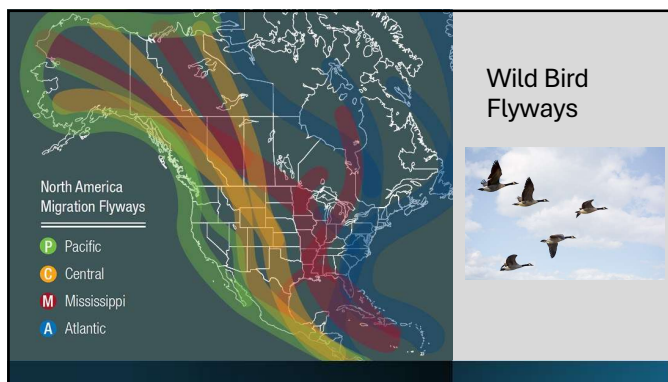 North America
Migration Flyways
P Pacific
C Central
M Mississippi
A Atlantic
Wild Bird
Flyways